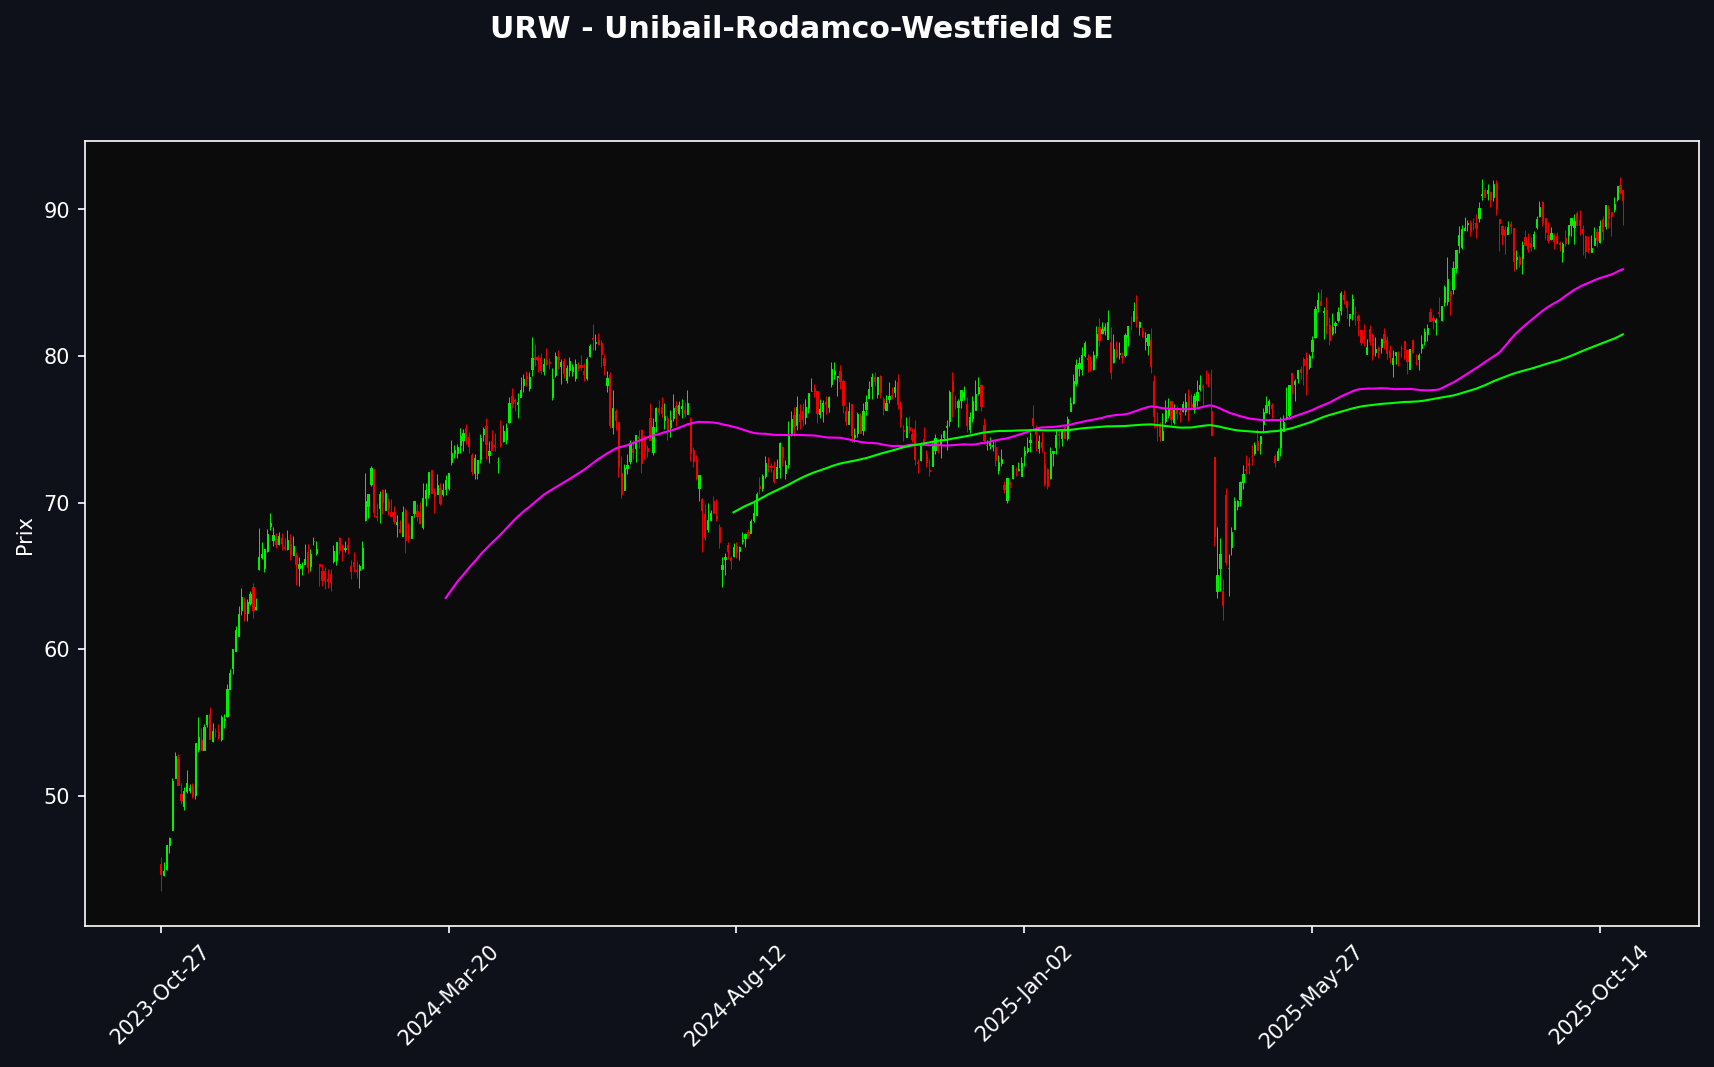 URW - Unibail-Rodamco-Westfield SE
90
80
70
60
50
Prix
2023-Oct-27
2024-Mar-20
2024-Aug-12
2025-Jan-02
2025-May-27
2025-Oct-14